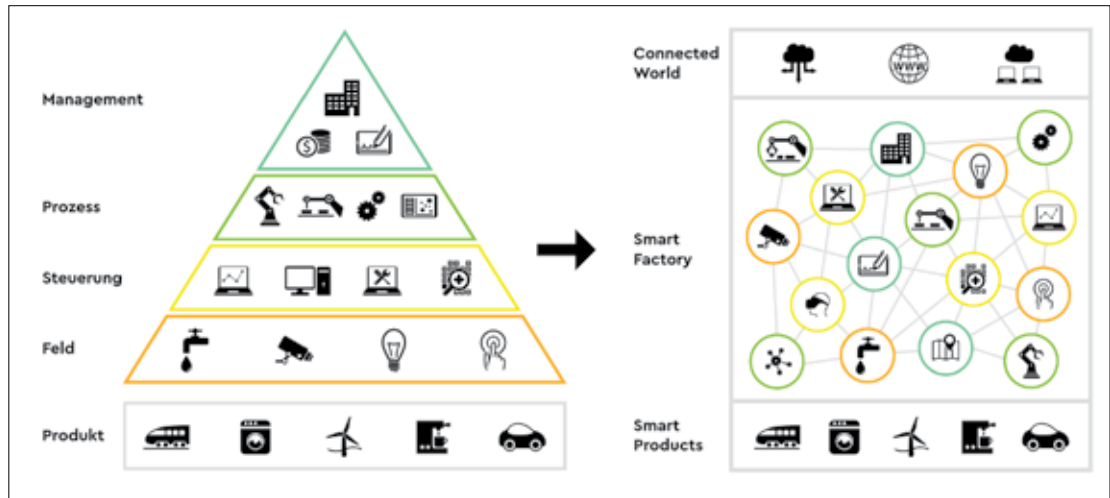 Management
Prozess
Steuerung
Feld
Produkt
$
Connected
World
WWW
Smart
Factory
Smart
Products